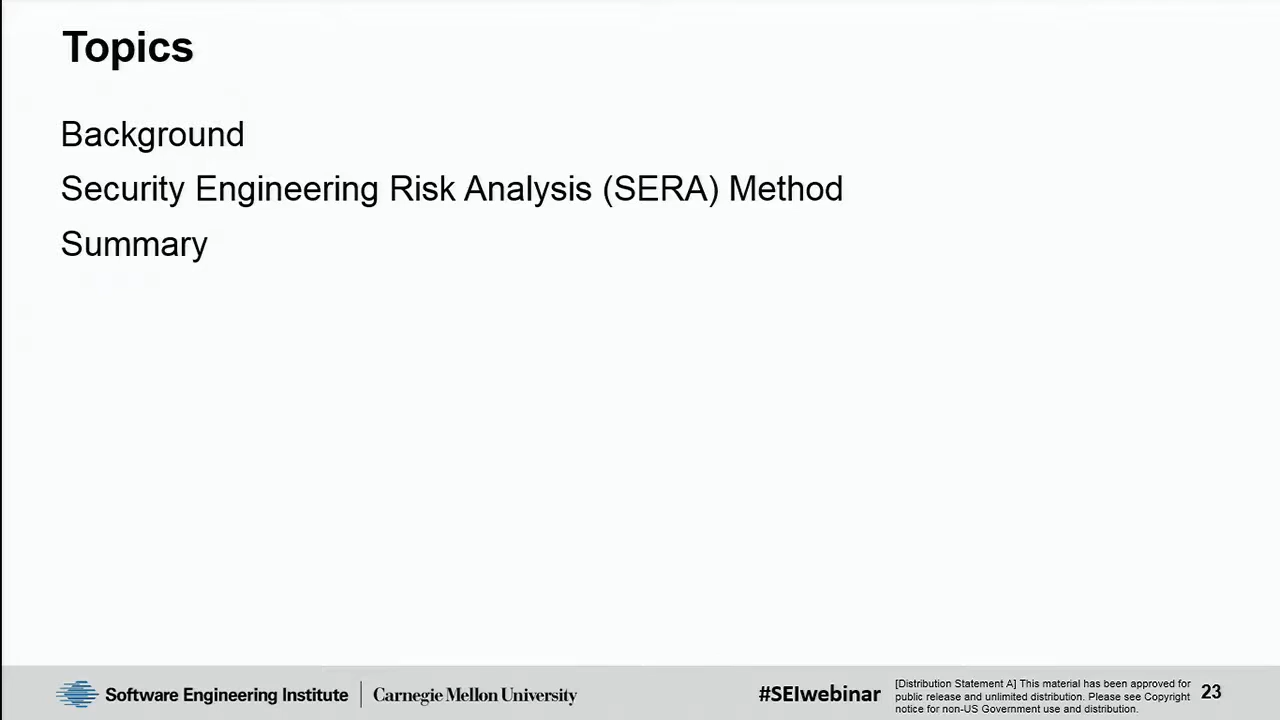 Topics
Background
Security Engineering Risk Analysis (SERA) Method
Summary
Software Engineering Institute
Carnegie Mellon University
#SEIwebinar
[Distribution Statement A] This material has been approved for
public release and unlimited distribution. Please see Copyright
notice for non-US Government use and distribution.
23